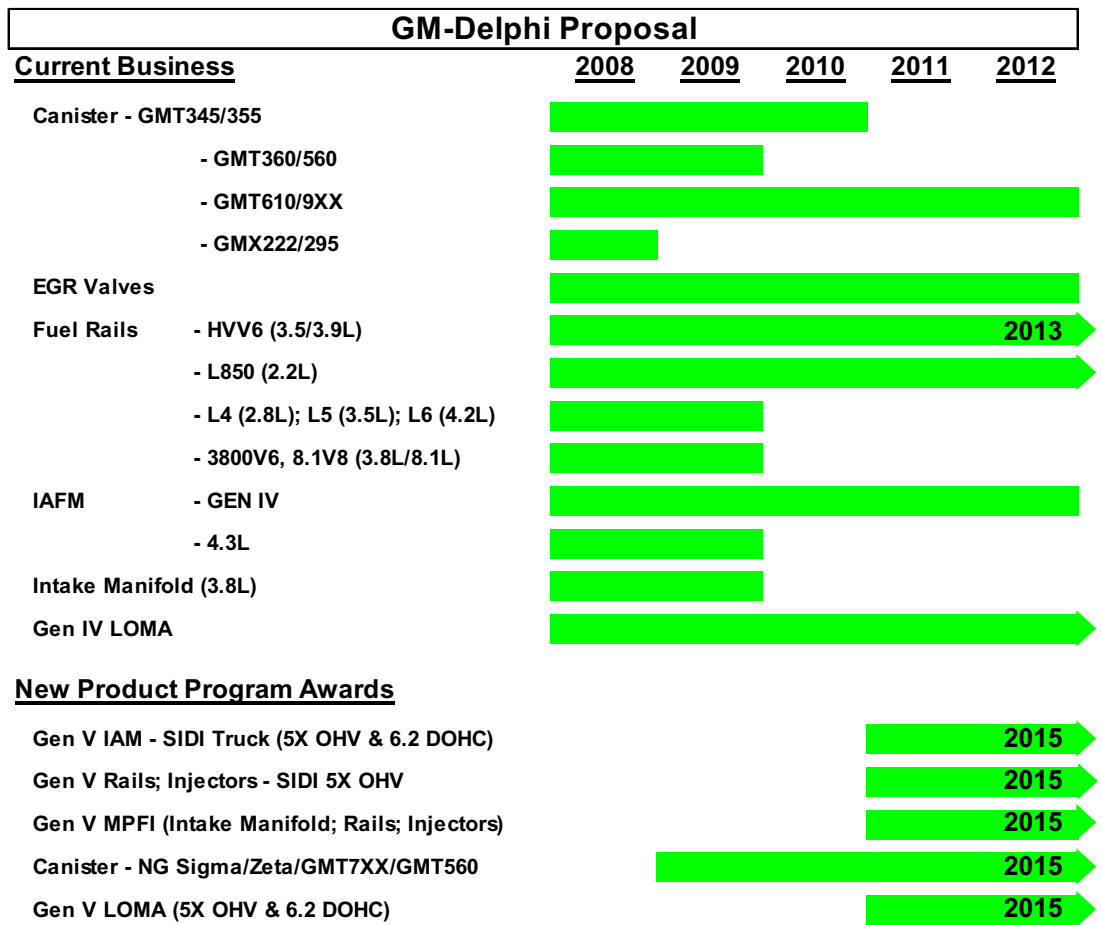 GM-Delphi Proposal
Current Business 2008 2009 2010 2011 2012
Canister - GMT345/355
- GMT360/560
- GMT610/9XX
- GMX222/295
EGR Valves
Fuel Rails - HVV6 (3.5/3.9L) 2013
- L850 (2.2L)
- L4 (2.8L); L5 (3.5L); L6 (4.2L)
- 3800V6, 8.1V8 (3.8L/8.1L)
IAFM - GEN IV
- 4.3L
Intake Manifold (3.8L)
Gen IV LOMA
New Product Program Awards
Gen V IAM - SIDI Truck (5X OHV & 6.2 DOHC) 2015
Gen V Rails; Injectors - SIDI 5X OHV 2015
Gen V MPFI (Intake Manifold; Rails; Injectors) 2015
Canister - NG Sigma/Zeta/GMT7XX/GMT560 2015
Gen V LOMA (5X OHV & 6.2 DOHC) 2015